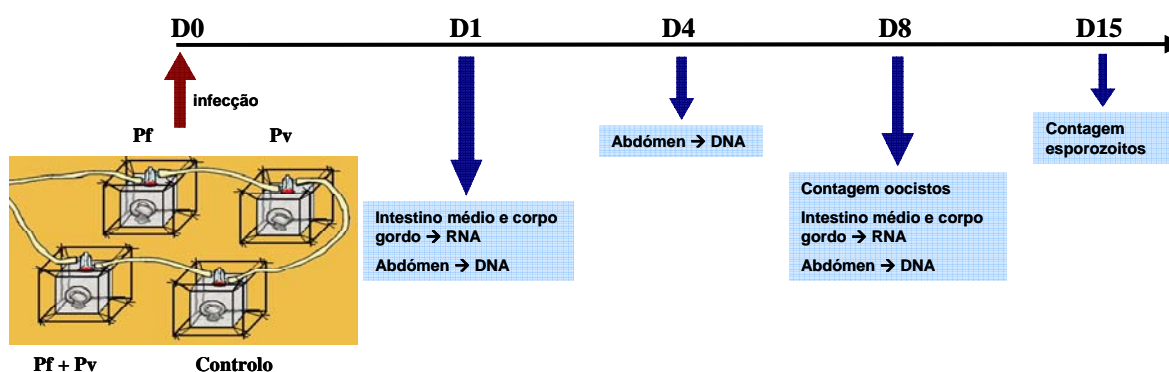 D0 D1 D4 D8 D15
infecção
Pf Pv
Pf + Pv Controlo
Intestino médio e corpo
gordo → RNA
Abdómen → DNA
Abdómen → DNA
Contagem oocistos
Intestino médio e corpo
gordo → RNA
Abdómen → DNA
Contagem
esporozoitos